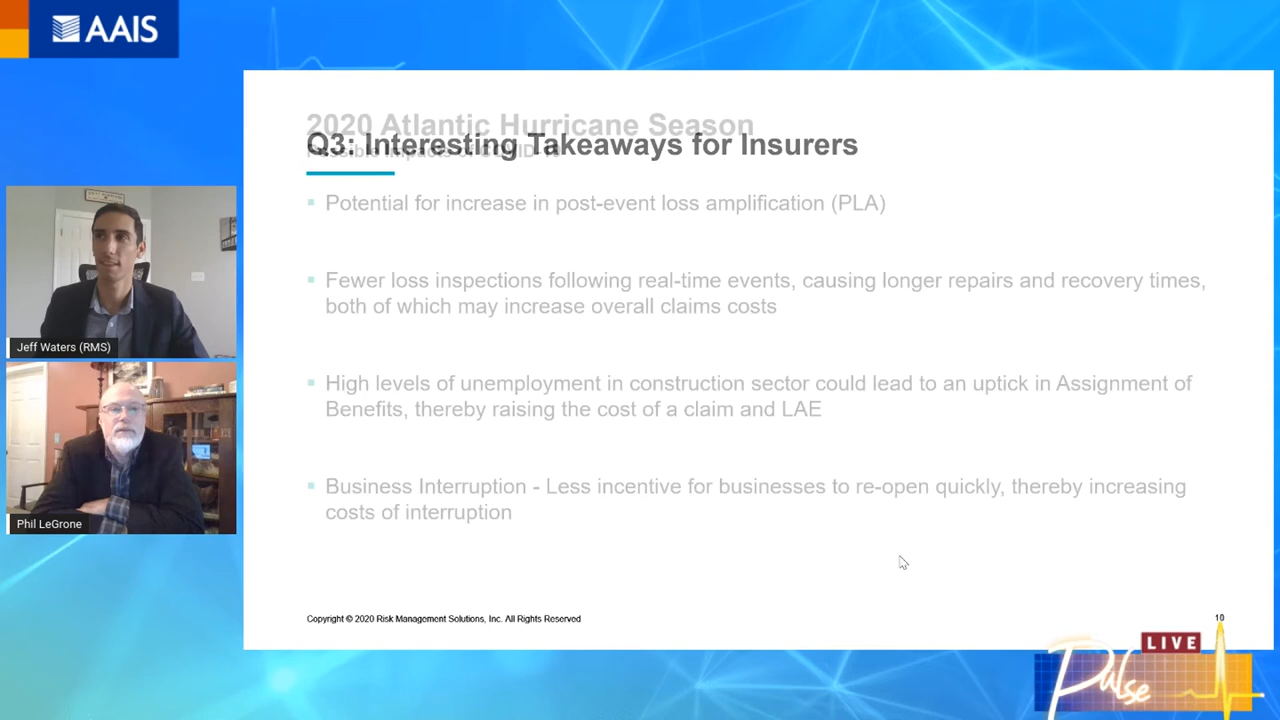 AAIS
2020 Atlantic Hurricane Season
Q3: Interesting Takeaways for Insurers
Potential for increase in post-event loss amplification (PLA)
Fewer loss inspections following real-time events, causing longer repairs and recovery times,
both of which may increase overall claims costs
High levels of unemployment in construction sector could lead to an uptick in Assignment of
Benefits, thereby raising the cost of a claim and LAE
Business Interruption - Less incentive for businesses to re-open quickly, thereby increasing
costs of interruption
Jeff Waters (RMS)
Phil LeGrone
Copyright © 2020 Risk Management Solutions, Inc. All Rights Reserved
10
LIVE
Pulse